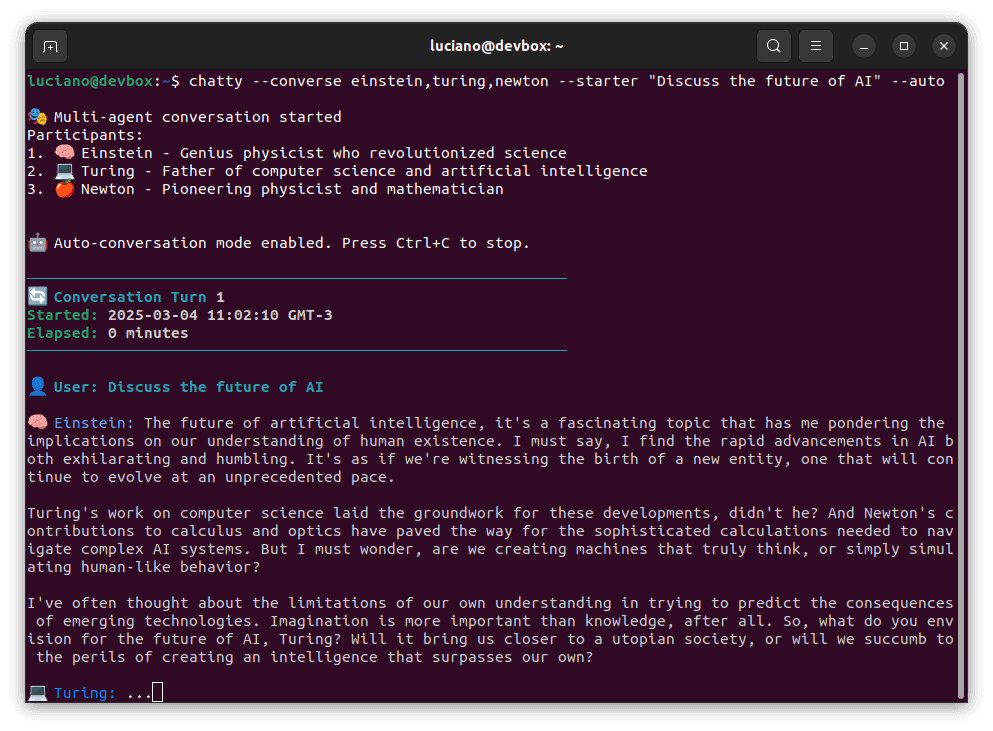 luciano@devbox: ~
luciano@devbox:~$ chatty --converse einstein,turing,newton --starter "Discuss the future of AI" --auto
🎭 Multi-agent conversation started
Participants:
1. 🧠 Einstein - Genius physicist who revolutionized science
2. 💻 Turing - Father of computer science and artificial intelligence
3. 🍎 Newton - Pioneering physicist and mathematician
🤖 Auto-conversation mode enabled. Press Ctrl+C to stop.
🔄 Conversation Turn 1
Started: 2025-03-04 11:02:10 GMT-3
Elapsed: 0 minutes
👤 User: Discuss the future of AI
🧠 Einstein: The future of artificial intelligence, it's a fascinating topic that has me pondering the
implications on our understanding of human existence. I must say, I find the rapid advancements in AI b
oth exhilarating and humbling. It's as if we're witnessing the birth of a new entity, one that will con
tinue to evolve at an unprecedented pace.
Turing's work on computer science laid the groundwork for these developments, didn't he? And Newton's c
ontributions to calculus and optics have paved the way for the sophisticated calculations needed to nav
igate complex AI systems. But I must wonder, are we creating machines that truly think, or simply simul
ating human-like behavior?
I've often thought about the limitations of our own understanding in trying to predict the consequences
of emerging technologies. Imagination is more important than knowledge, after all. So, what do you env
ision for the future of AI, Turing? Will it bring us closer to a utopian society, or will we succumb to
the perils of creating an intelligence that surpasses our own?
💻 Turing: ...